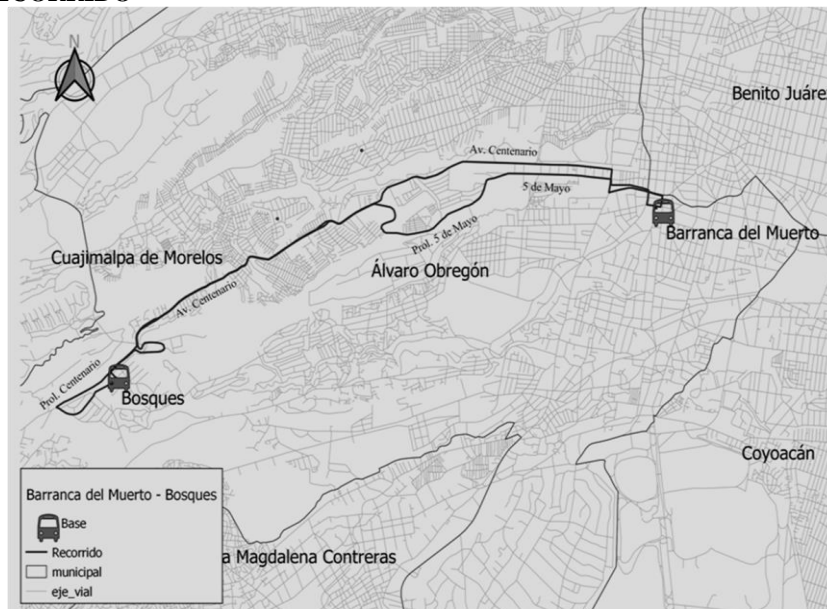 N
Benito Juáre
Av. Centenario
5 de Mayo
Barranca del Muerto
Prol. 5 de Mayo
Cuajimalpa de Morelos
Álvaro Obregón
Av. Centenario
Prol. Centenario
Bosques
Coyoacán
Barranca del Muerto - Bosques
Base
Recorrido
municipal
eje_vial
a Magdalena Contreras